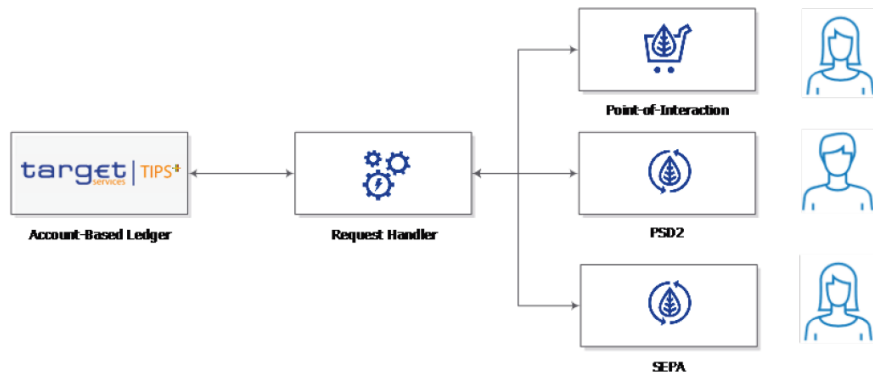 target
services
TIPS+
Account-Based Ledger
Request Handler
Point-of-Interaction
PSD2
SEPA